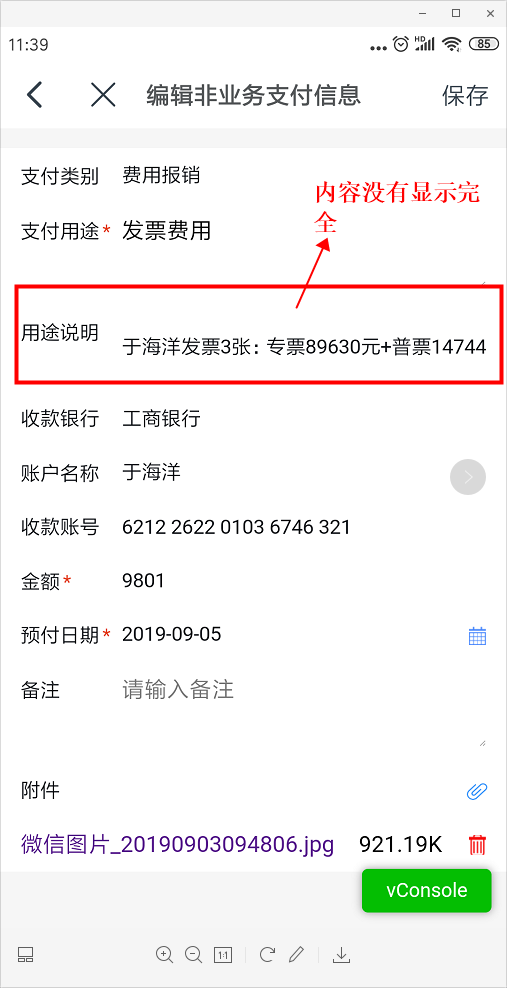 11:39
HD
85
编辑非业务支付信息
保存
支付类别 费用报销
内容没有显示完
全
支付用途* 发票费用
用途说明
于海洋发票3张：专票89630元+普票14744
收款银行 工商银行
账户名称 于海洋
收款账号 6212 2622 0103 6746 321
金额* 9801
预付日期* 2019-09-05
备注 请输入备注
附件
微信图片_20190903094806.jpg 921.19K
vConsole
1:1